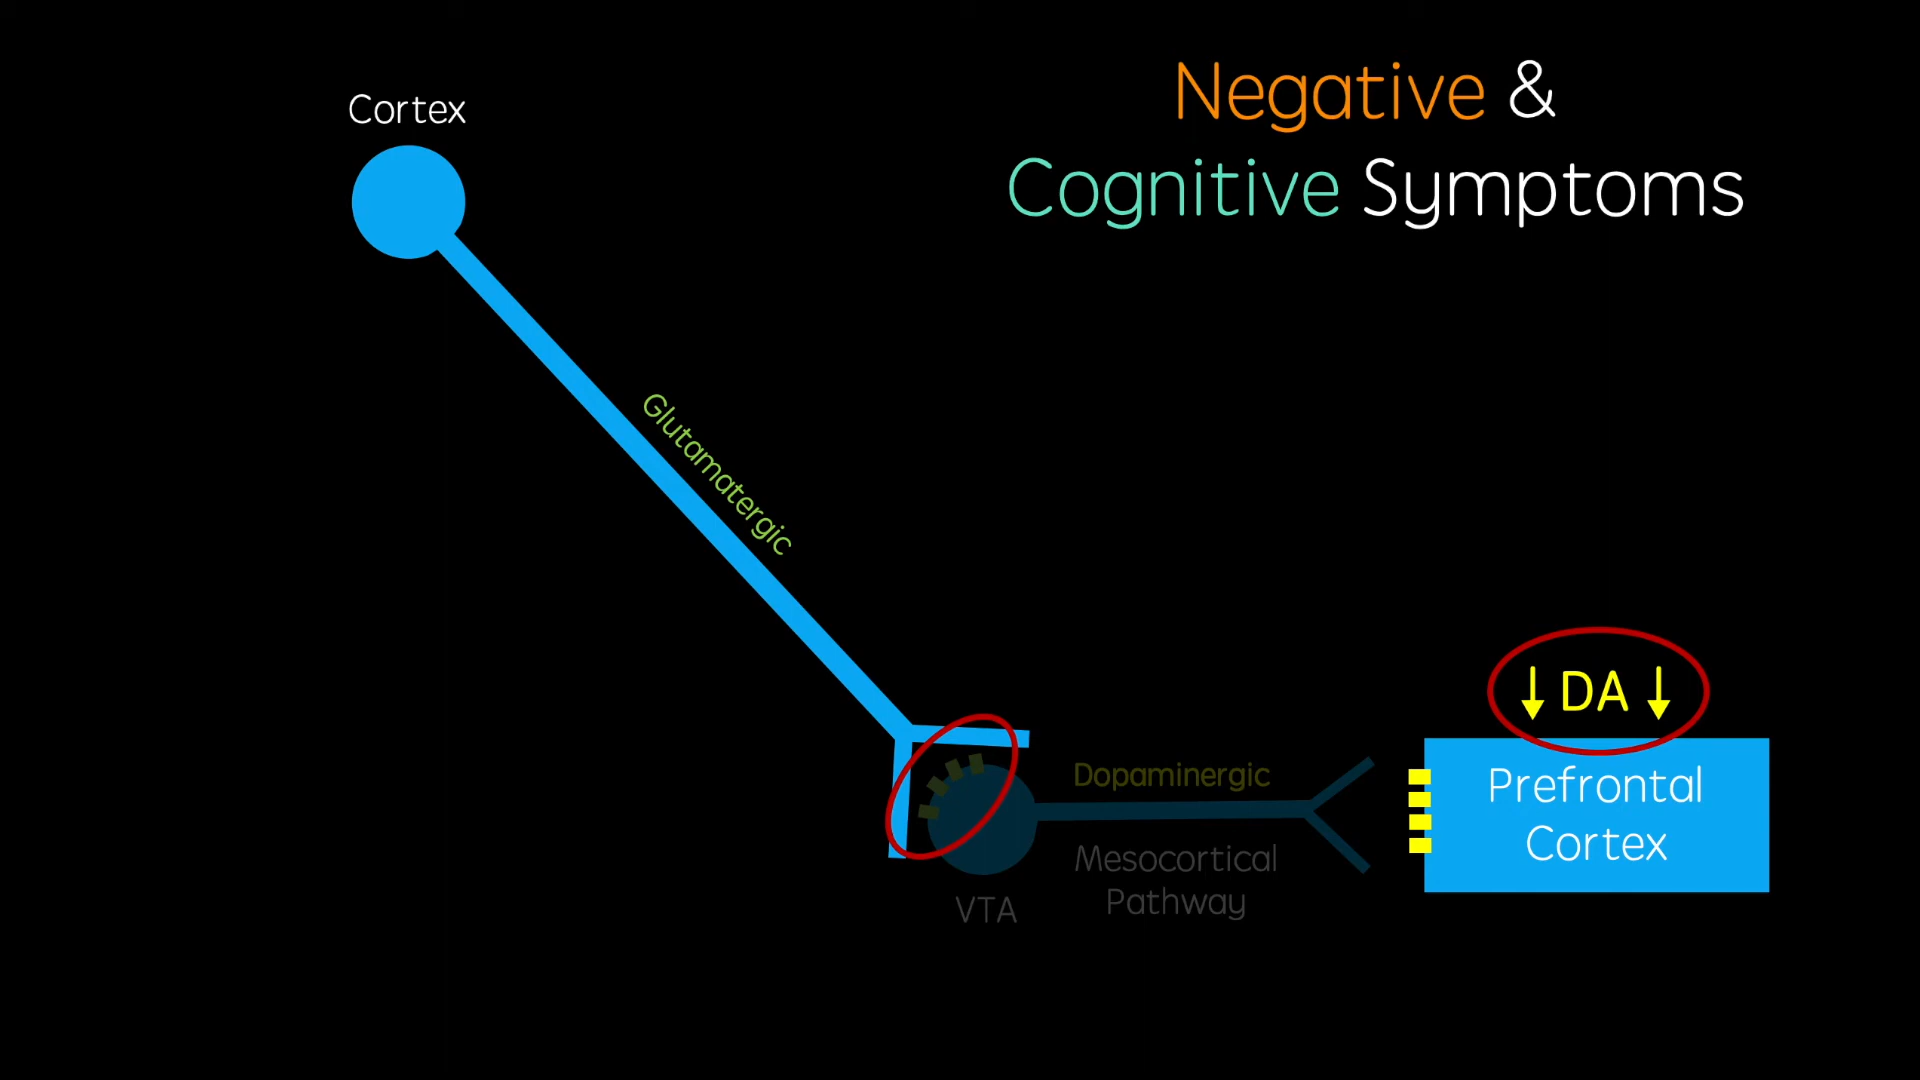 Negative &
Cognitive Symptoms
Cortex
Glutamatergic
↓ DA ↓
Prefrontal
Cortex
Dopaminergic
Mesocortical
Pathway
VTA